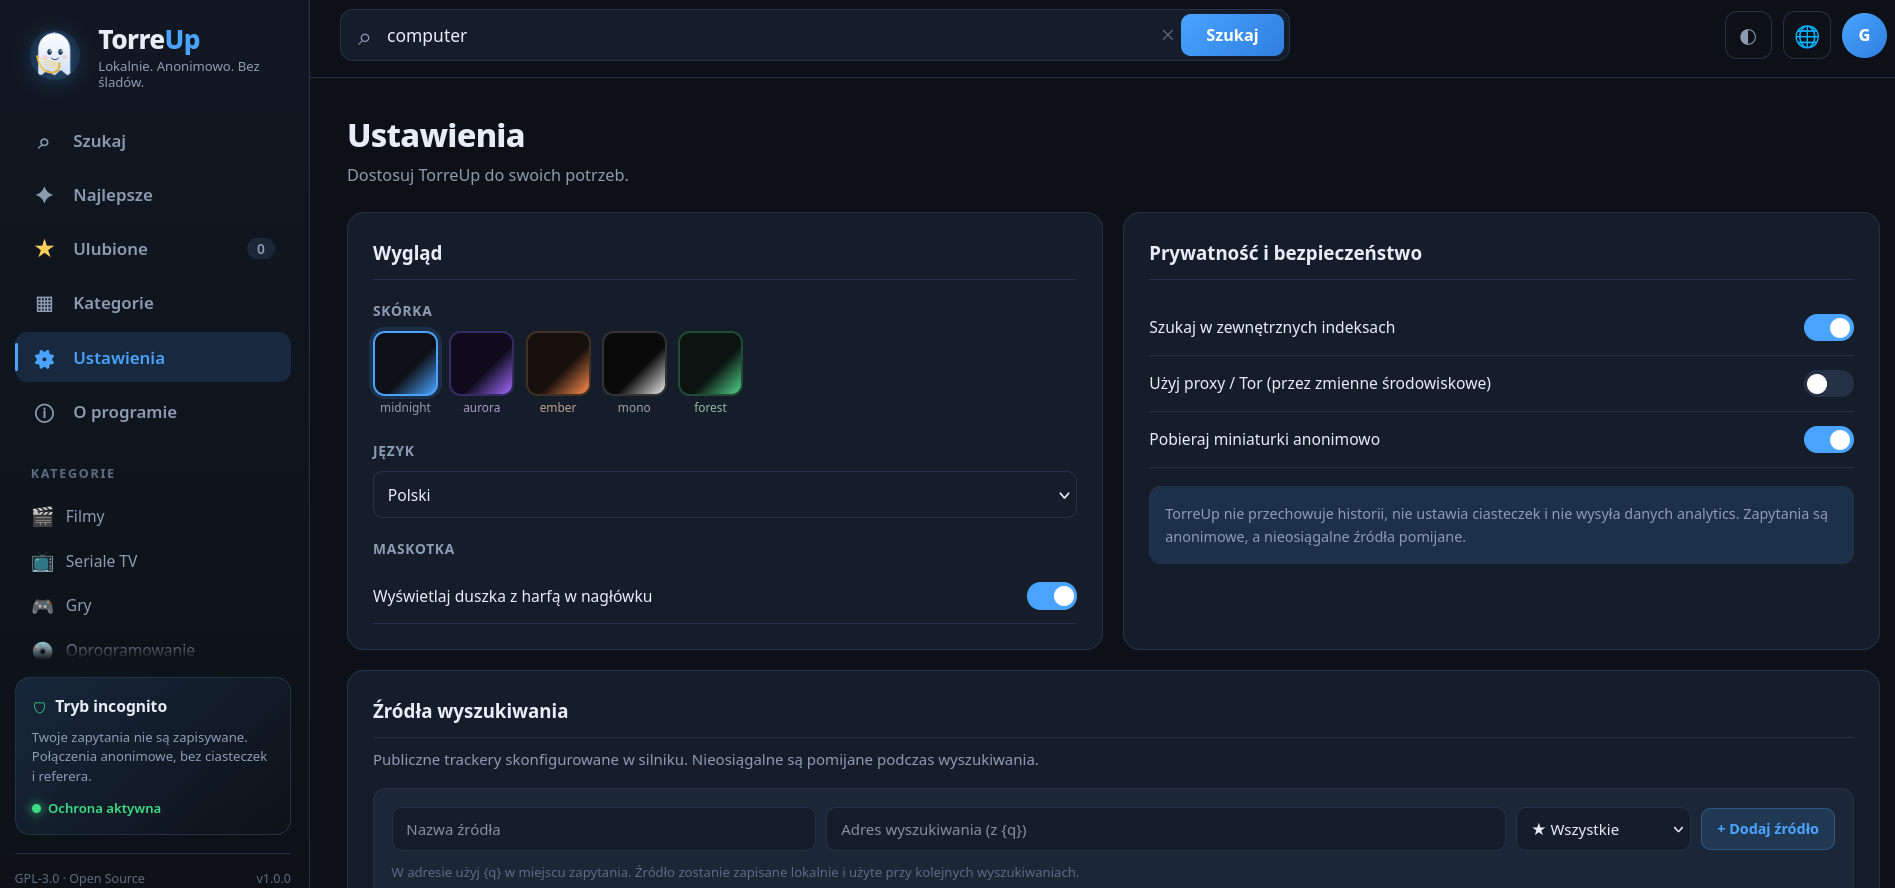 TorreUp
Lokalnie. Anonimowo. Bez
śladów.
computer
Szukaj
G
Szukaj
Najlepsze
Ulubione 0
Kategorie
Ustawienia
O programie
KATEGORIE
Filmy
Seriale TV
Gry
Oprogramowanie
Tryb incognito
Twoje zapytania nie są zapisywane.
Połączenia anonimowe, bez ciasteczek
i referera.
Ochrona aktywna
GPL-3.0 · Open Source v1.0.0
Ustawienia
Dostosuj TorreUp do swoich potrzeb.
Wygląd
SKÓRKA
midnight aurora ember mono forest
JĘZYK
Polski
MASKOTKA
Wyświetlaj duszka z harfą w nagłówku
Prywatność i bezpieczeństwo
Szukaj w zewnętrznych indeksach
Użyj proxy / Tor (przez zmienne środowiskowe)
Pobieraj miniaturki anonimowo
TorreUp nie przechowuje historii, nie ustawia ciasteczek i nie wysyła danych analytics. Zapytania są
anonimowe, a nieosiągalne źródła pomijane.
Źródła wyszukiwania
Publiczne trackery skonfigurowane w silniku. Nieosiągalne są pomijane podczas wyszukiwania.
Nazwa źródła
Adres wyszukiwania (z {q})
★ Wszystkie
+ Dodaj źródło
W adresie użyj {q} w miejscu zapytania. Źródło zostanie zapisane lokalnie i użyte przy kolejnych wyszukiwaniach.